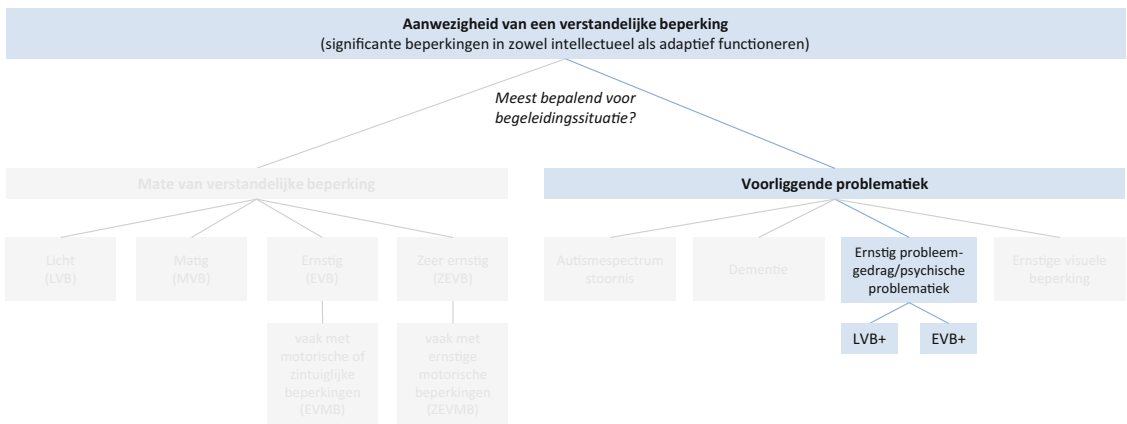 Aanwezigheid van een verstandelijke beperking
(significante beperkingen in zowel intellectueel als adaptief functioneren)
Meest bepalend voor
begeleidingssituatie?
Mate van verstandelijke beperking
Voorliggende problematiek
Licht
(LVB)
Matig
(MVB)
Ernstig
(EVB)
Zeer ernstig
(ZEVB)
Autismespectrum
stoornis
Dementie
Ernstig probleem-
gedrag/psychische
problematiek
Ernstige visuele
beperking
vaak met
motorische of
zintuiglijke
beperkingen
(EVMB)
vaak met
ernstige
motorische
beperkingen
(ZEVMB)
LVB+
EVB+